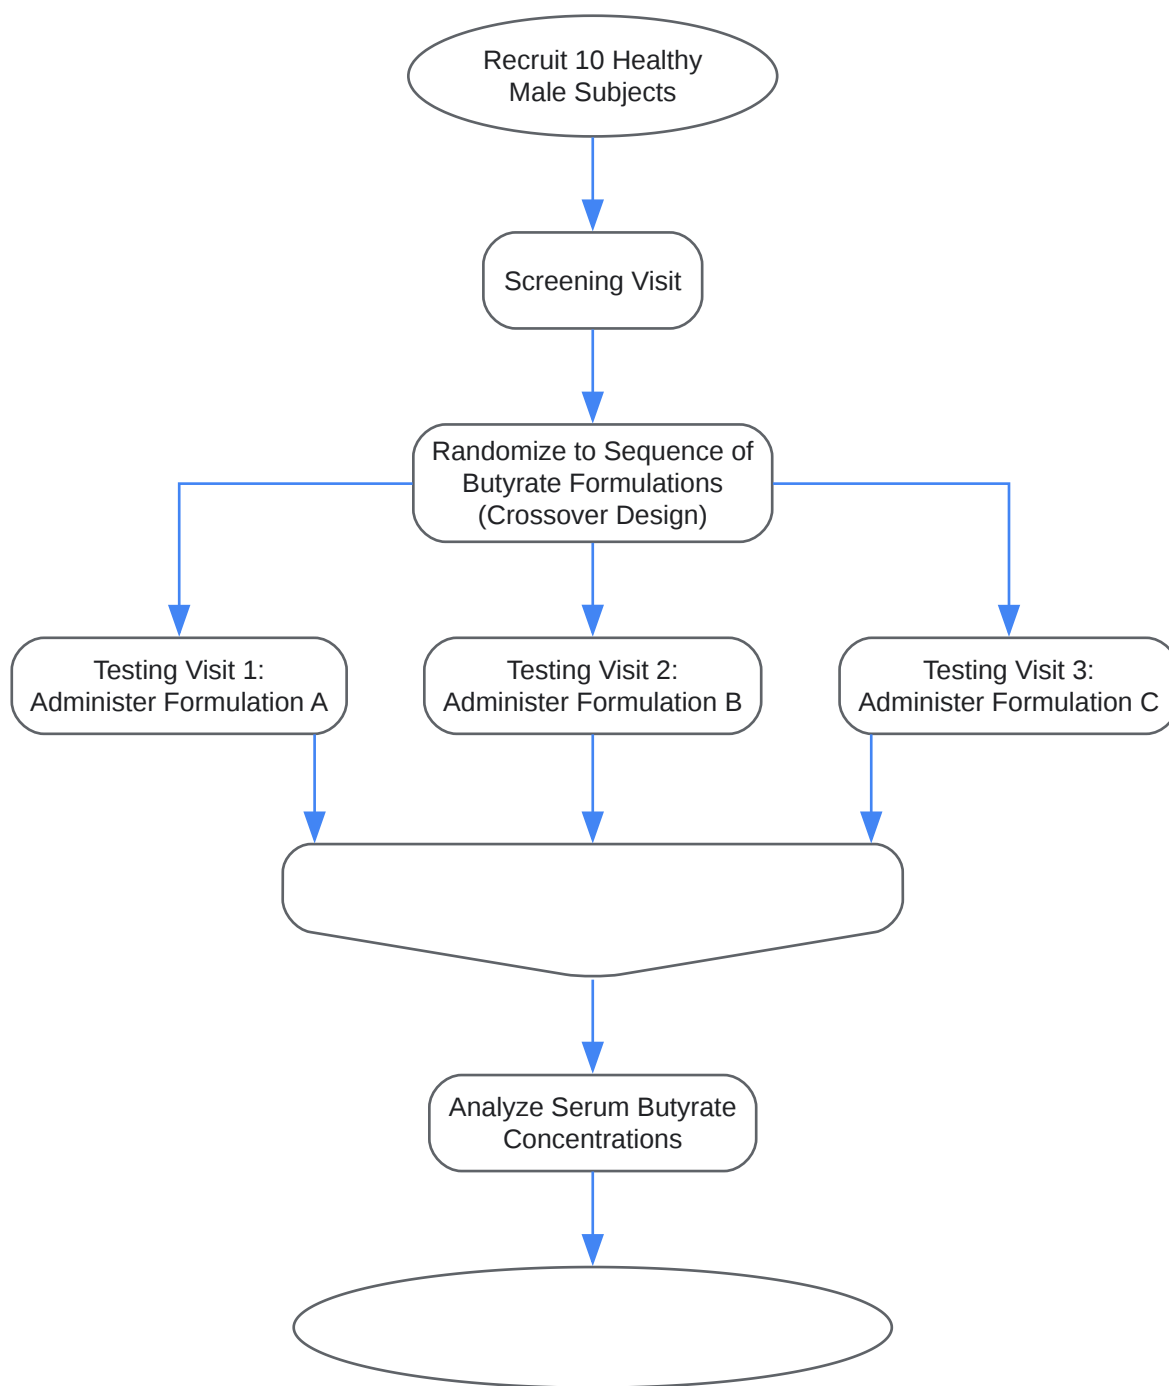 Recruit 10 Healthy
Male Subjects
Screening Visit
Randomize to Sequence of
Butyrate Formulations
(Crossover Design)
Testing Visit 1:
Administer Formulation A
Testing Visit 2:
Administer Formulation B
Testing Visit 3:
Administer Formulation C
Analyze Serum Butyrate
Concentrations